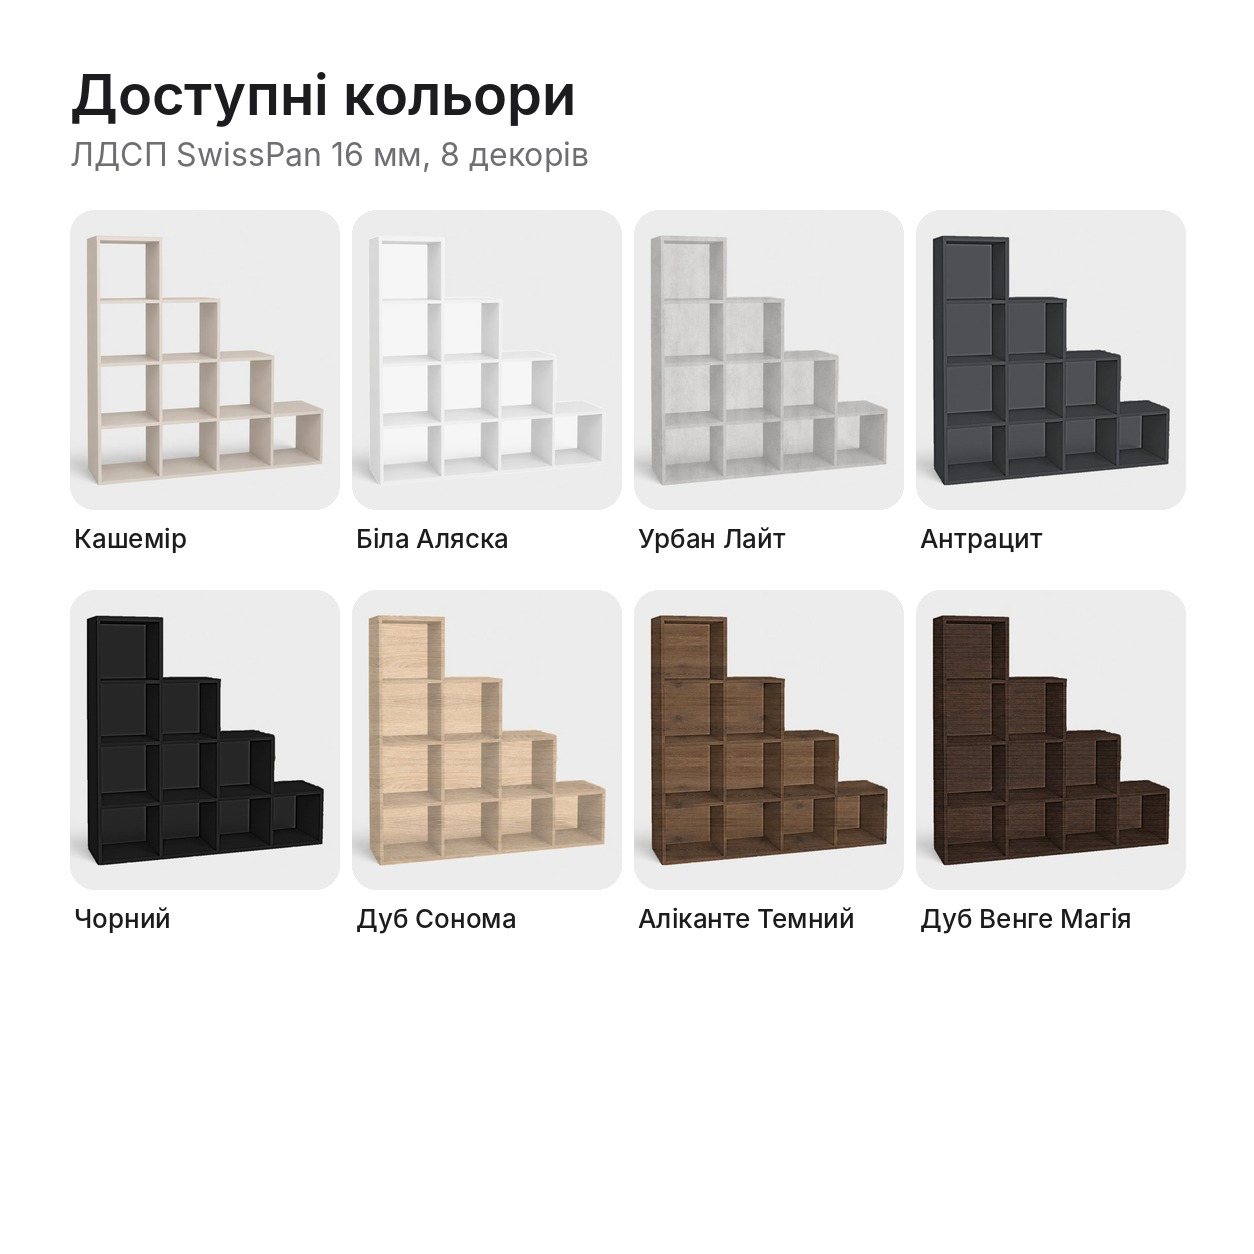 Доступні кольори
ЛДСП SwissPan 16 мм, 8 декорів
Кашемір
Біла Аляска
Урбан Лайт
Антрацит
Чорний
Дуб Сонома
Аліканте Темний
Дуб Венге Магія